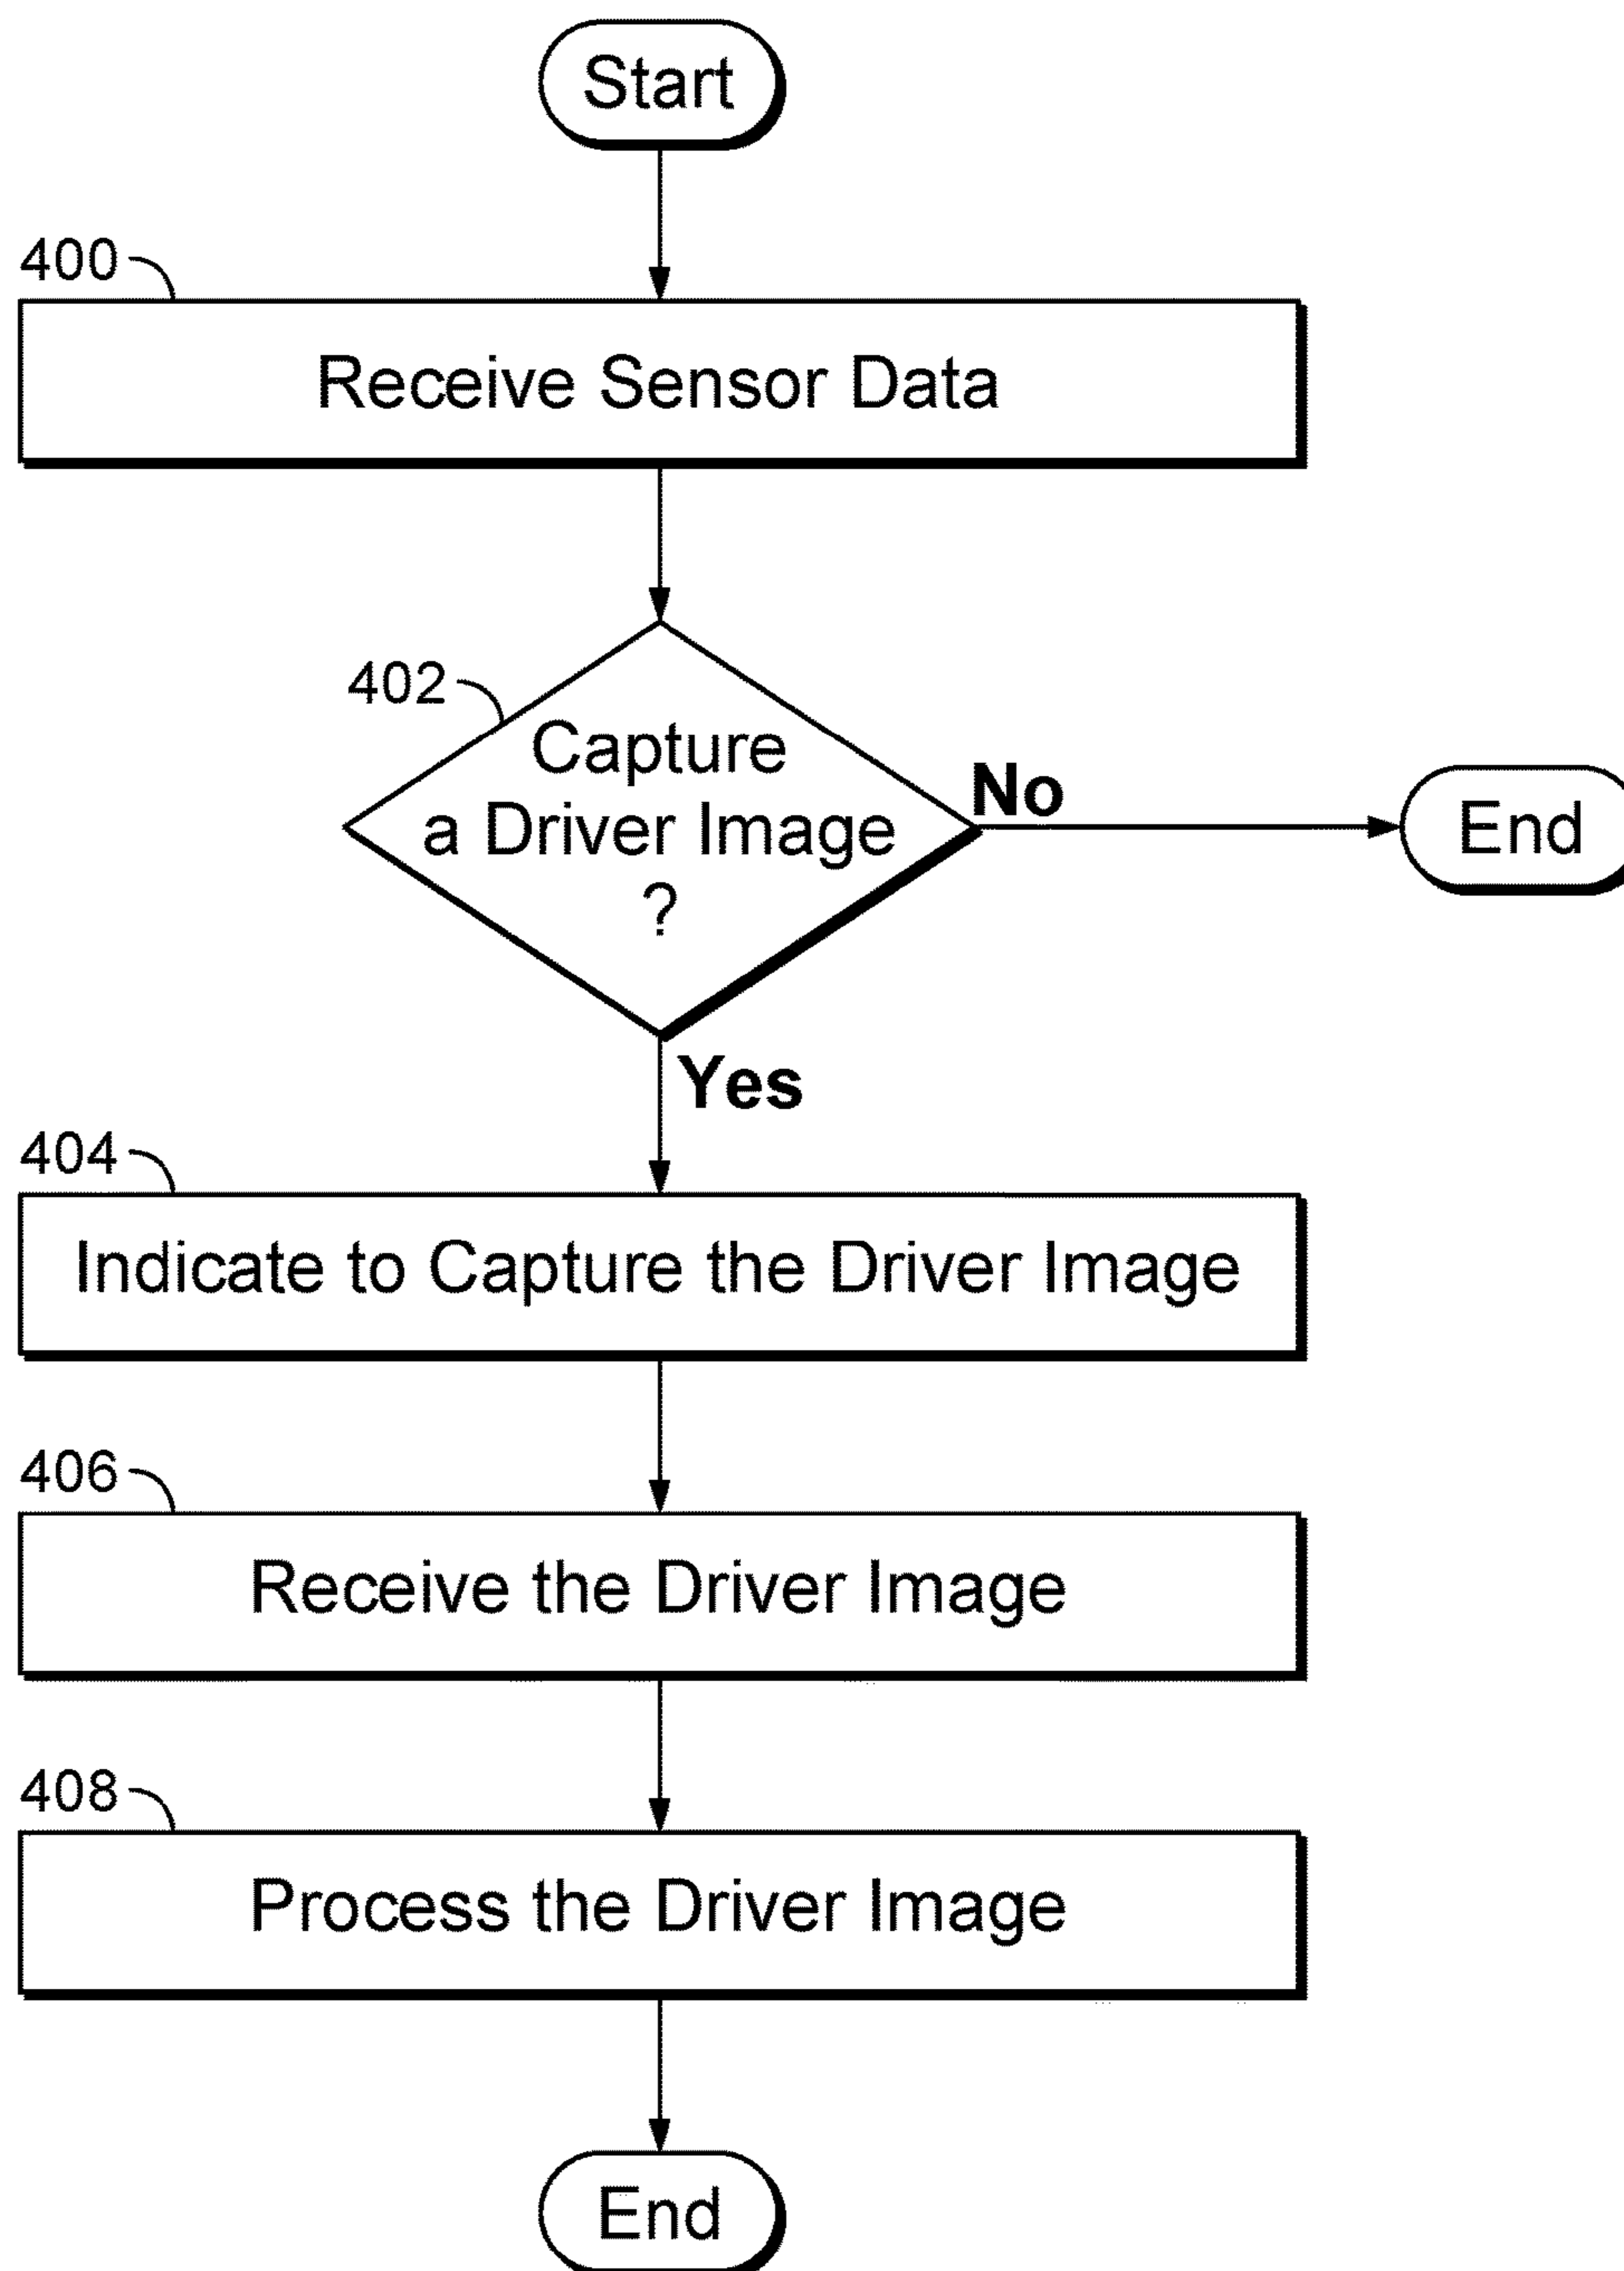 Start
400
Receive Sensor Data
402
Capture
a Driver Image
?
No
End
Yes
404
Indicate to Capture the Driver Image
406
Receive the Driver Image
408
Process the Driver Image
End